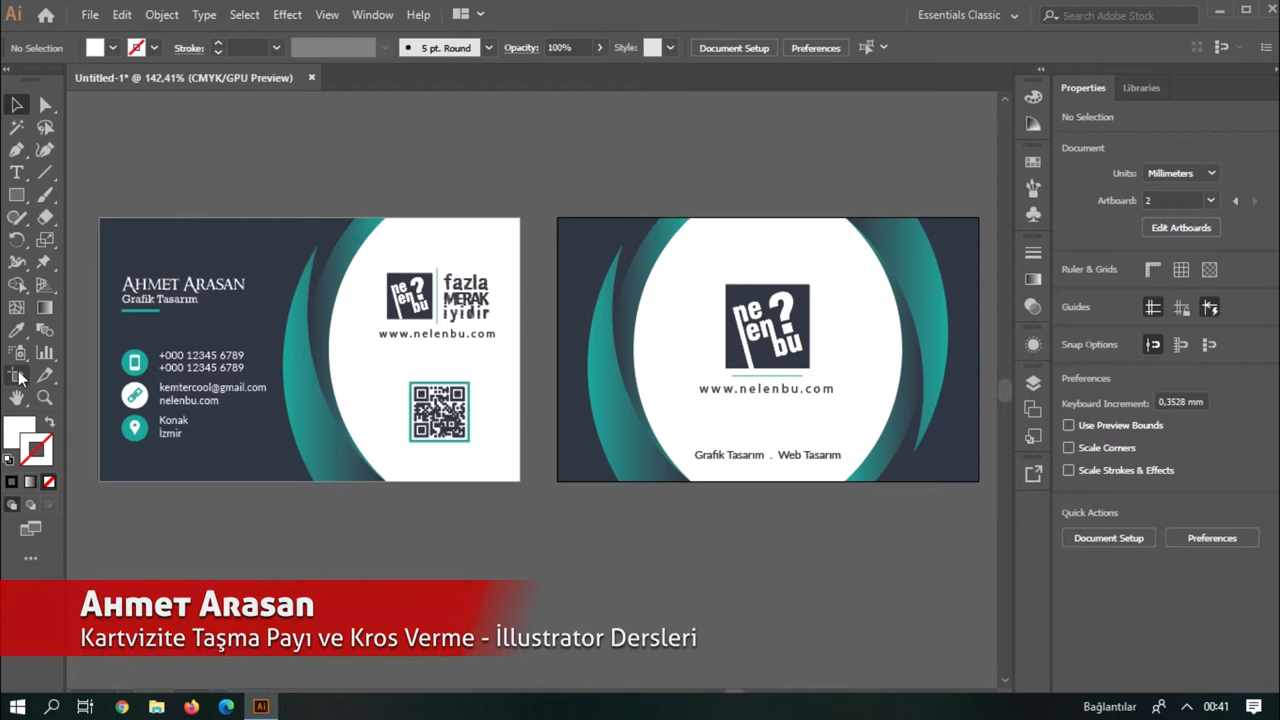 Ai File Edit Object Type Select Effect View Window Help Essentials Classic Search Adobe Stock
No Selection Stroke: 5 pt. Round Opacity: 100% Style: Document Setup Preferences
Untitled-1* @ 142,41% (CMYK/GPU Preview) ×
Properties Libraries
No Selection
Document
Units: Millimeters
Artboard: 2
Edit Artboards
Ruler & Grids
Guides
Snap Options
Preferences
Keyboard Increment: 0,3528 mm
Use Preview Bounds
Scale Corners
Scale Strokes & Effects
Quick Actions
Document Setup Preferences
Ahmet Arasan
Grafik Tasarım
+000 12345 6789
+000 12345 6789
kemtercool@gmail.com
nelenbu.com
Konak
İzmir
ne?
en
bu
fazla
MERAK
iyidir
www.nelenbu.com
ne?
en
bu
www.nelenbu.com
Grafik Tasarım . Web Tasarım
Ahmet Arasan
Kartvizite Taşma Payı ve Kros Verme - İllustrator Dersleri
Ai
Bağlantılar 00:41